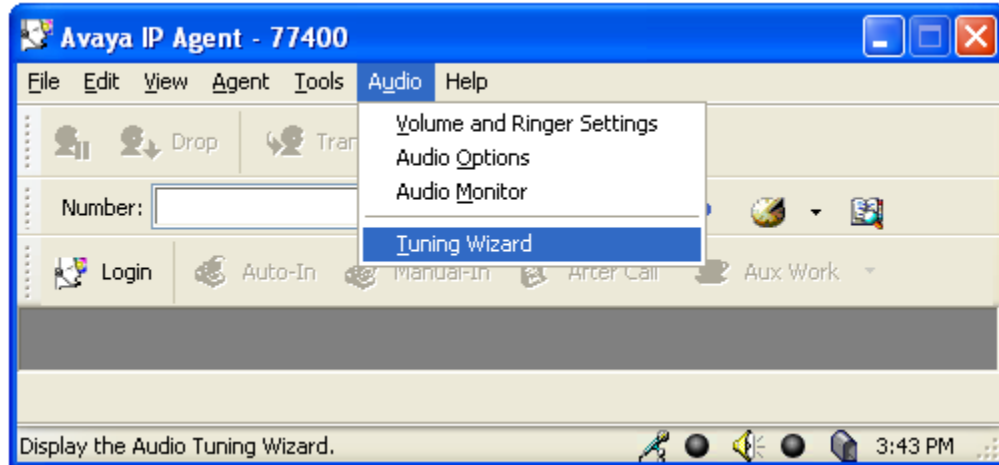 Avaya IP Agent - 77400
File Edit View Agent Tools Audio Help
Volume and Ringer Settings
Audio Options
Audio Monitor
Tuning Wizard
Drop Tran
Number:
Login Auto-In Manual-In After Call Aux Work
Display the Audio Tuning Wizard. 3:43 PM